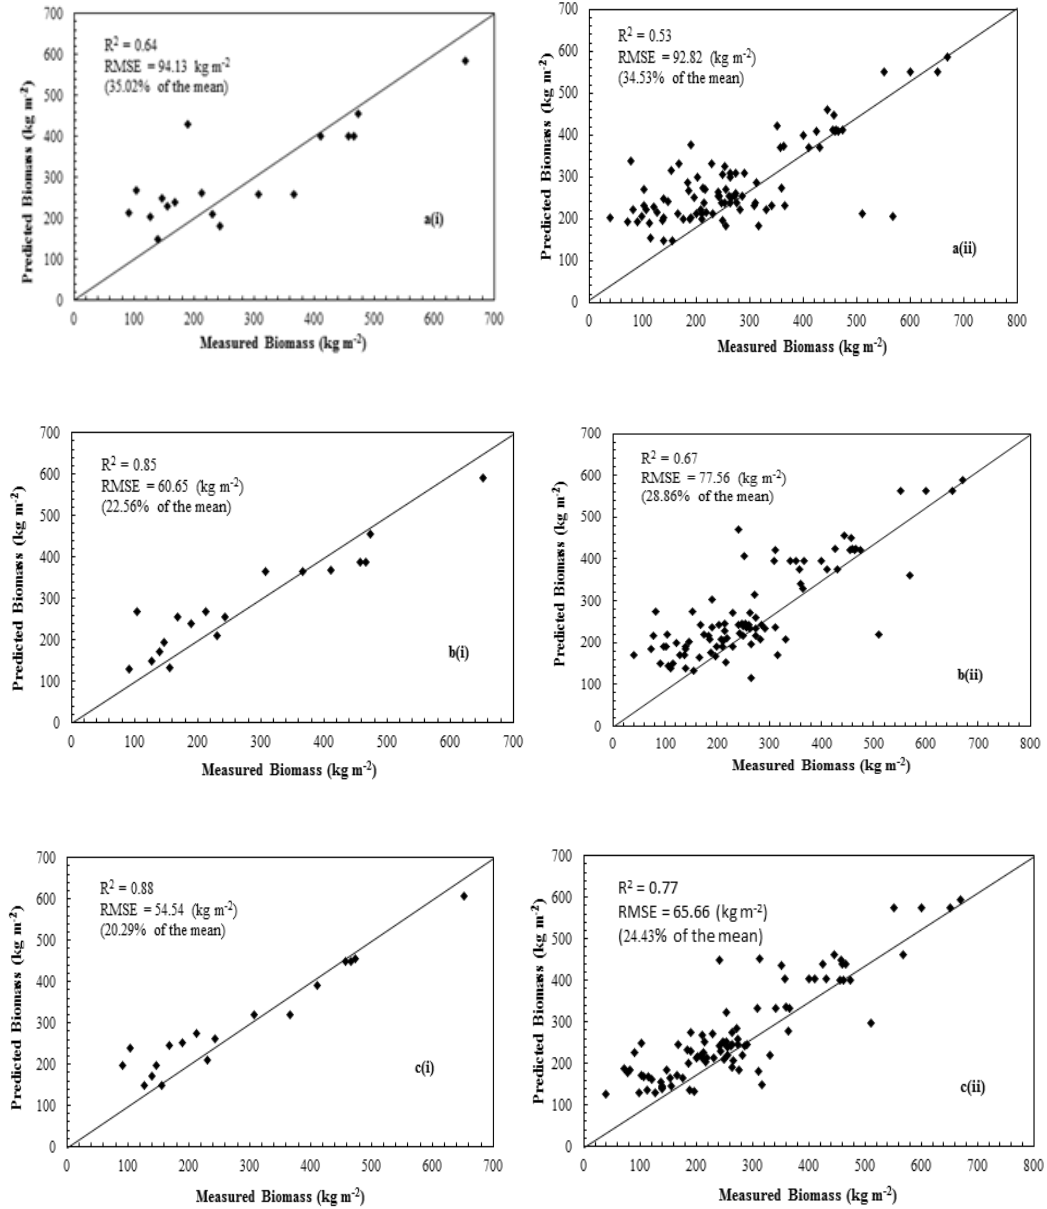 R² = 0.64
RMSE = 94.13 kg m⁻²
(35.02% of the mean)
Predicted Biomass (kg m⁻²)
700
600
500
400
300
200
100
0
a(i)
0 100 200 300 400 500 600 700
Measured Biomass (kg m⁻²)
R² = 0.53
RMSE = 92.82 (kg m⁻²)
(34.53% of the mean)
Predicted Biomass (kg m⁻²)
700
600
500
400
300
200
100
0
a(ii)
0 100 200 300 400 500 600 700 800
Measured Biomass (kg m⁻²)
R² = 0.85
RMSE = 60.65 (kg m⁻²)
(22.56% of the mean)
Predicted Biomass (kg m⁻²)
700
600
500
400
300
200
100
0
b(i)
0 100 200 300 400 500 600 700
Measured Biomass (kg m⁻²)
R² = 0.67
RMSE = 77.56 (kg m⁻²)
(28.86% of the mean)
Predicted Biomass (kg m⁻²)
700
600
500
400
300
200
100
0
b(ii)
0 100 200 300 400 500 600 700 800
Measured Biomass (kg m⁻²)
R² = 0.88
RMSE = 54.54 (kg m⁻²)
(20.29% of the mean)
Predicted Biomass (kg m⁻²)
700
600
500
400
300
200
100
0
c(i)
0 100 200 300 400 500 600 700
Measured Biomass (kg m⁻²)
R² = 0.77
RMSE = 65.66 (kg m⁻²)
(24.43% of the mean)
Predicted Biomass (kg m⁻²)
700
600
500
400
300
200
100
0
c(ii)
0 100 200 300 400 500 600 700 800
Measured Biomass (kg m⁻²)